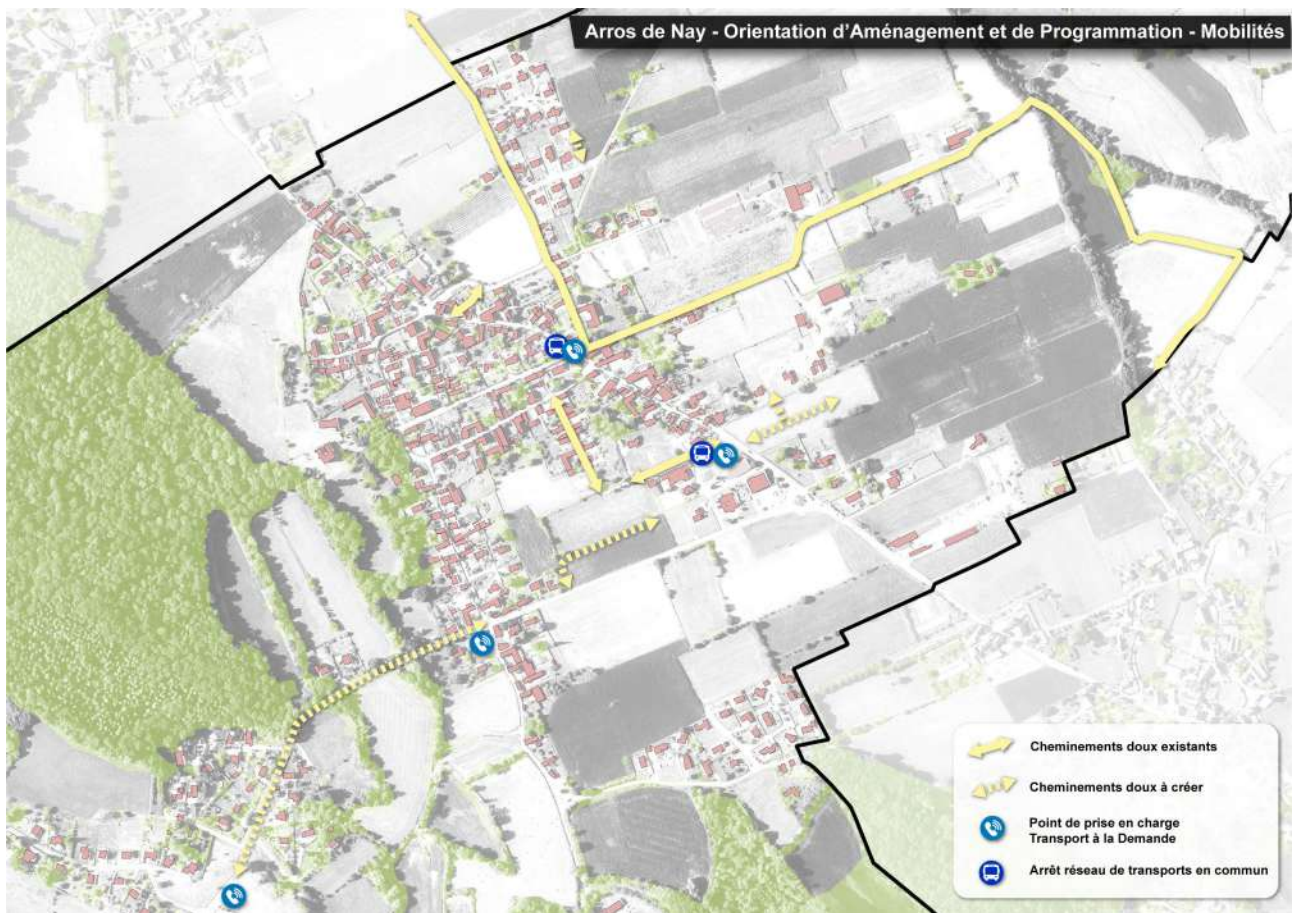 Arros de Nay - Orientation d'Aménagement et de Programmation - Mobilités
Cheminements doux existants
Cheminements doux à créer
Point de prise en charge
Transport à la Demande
Arrêt réseau de transports en commun